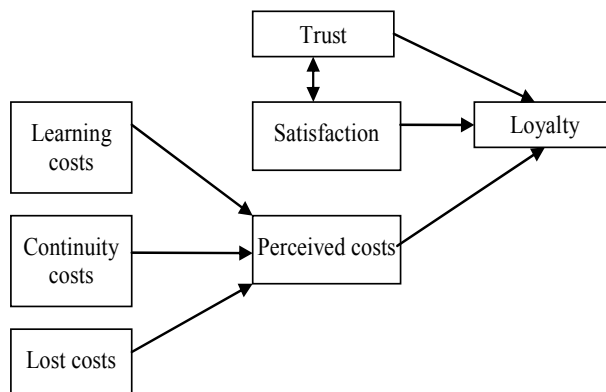 Trust
Satisfaction
Loyalty
Learning
costs
Continuity
costs
Perceived costs
Lost costs